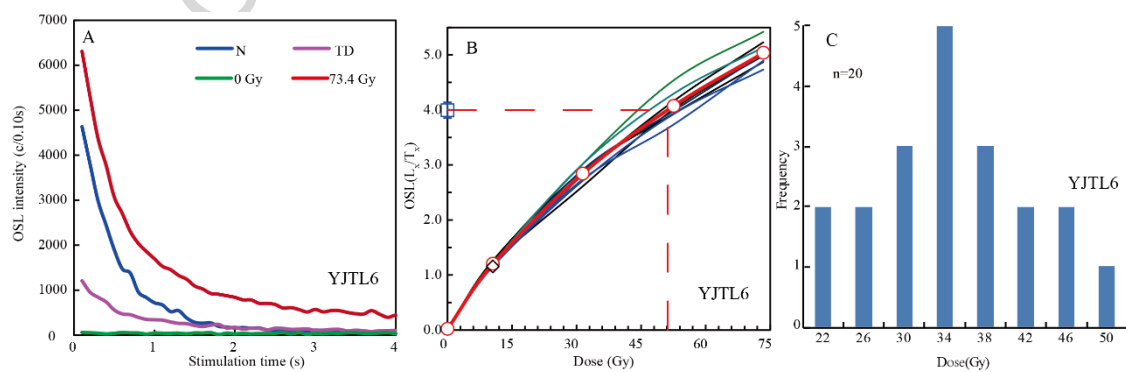 A
N
TD
0 Gy
73.4 Gy
OSL intensity (c/0.10s)
7000
6000
5000
4000
3000
2000
1000
0
YJTL6
0
1
2
3
4
Stimulation time (s)
B
OSL(Lx/Tx)
5.0
4.0
3.0
2.0
1.0
0.0
YJTL6
0
15
30
45
60
75
Dose (Gy)
C
n=20
Frequency
5
4
3
2
1
0
YJTL6
22
26
30
34
38
42
46
50
Dose(Gy)